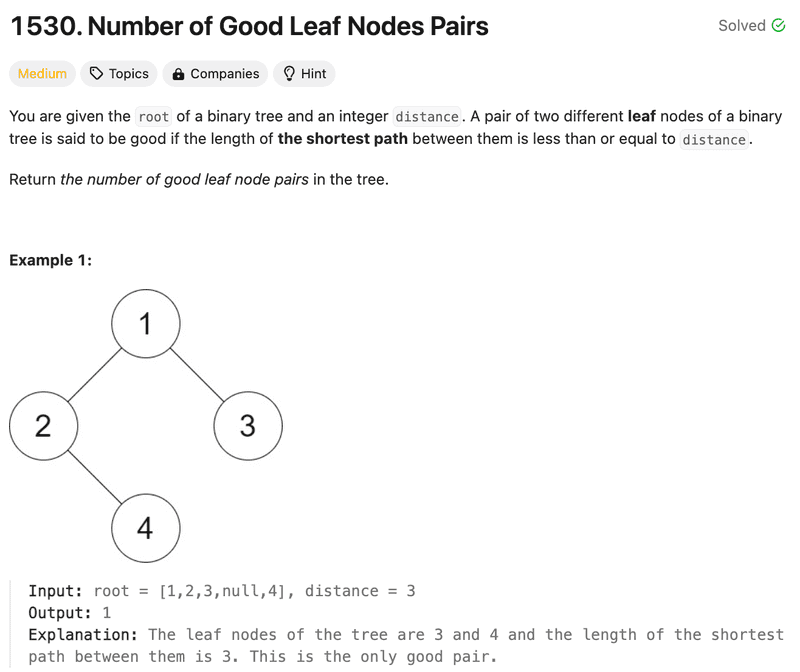 1530. Number of Good Leaf Nodes Pairs
Solved
Medium Topics Companies Hint
You are given the root of a binary tree and an integer distance. A pair of two different leaf nodes of a binary
tree is said to be good if the length of the shortest path between them is less than or equal to distance.
Return the number of good leaf node pairs in the tree.
Example 1:
1
2
3
4
Input: root = [1,2,3,null,4], distance = 3
Output: 1
Explanation: The leaf nodes of the tree are 3 and 4 and the length of the shortest
path between them is 3. This is the only good pair.